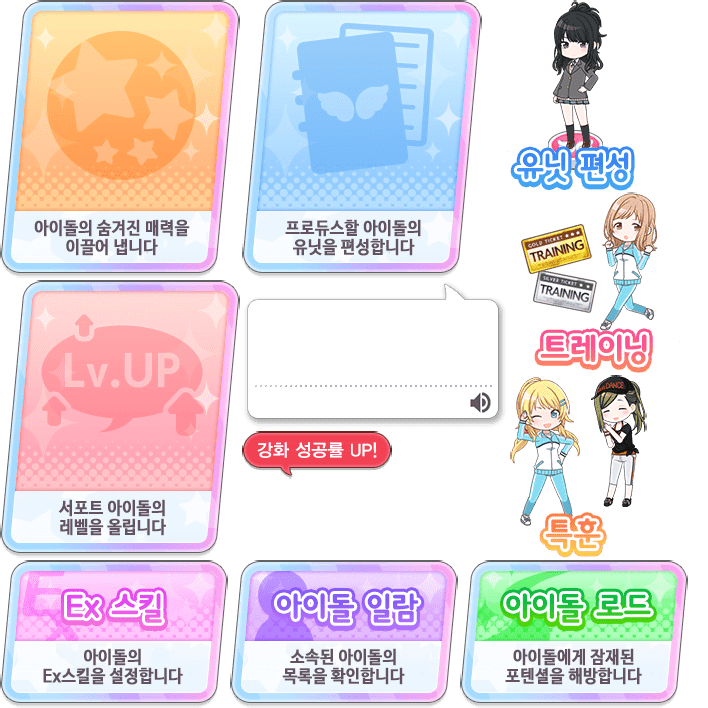 아이돌의 숨겨진 매력을
이끌어 냅니다
프로듀스할 아이돌의
유닛을 편성합니다
유닛 편성
GOLD TICKET ★★★
TRAINING
SILVER TICKET ★★
TRAINING
트레이닝
Lv.UP
서포트 아이돌의
레벨을 올립니다
강화 성공률 UP!
DANCE
특훈
Ex 스킬
아이돌의
Ex스킬을 설정합니다
아이돌 일람
소속된 아이돌의
목록을 확인합니다
아이돌 로드
아이돌에게 잠재된
포텐셜을 해방합니다